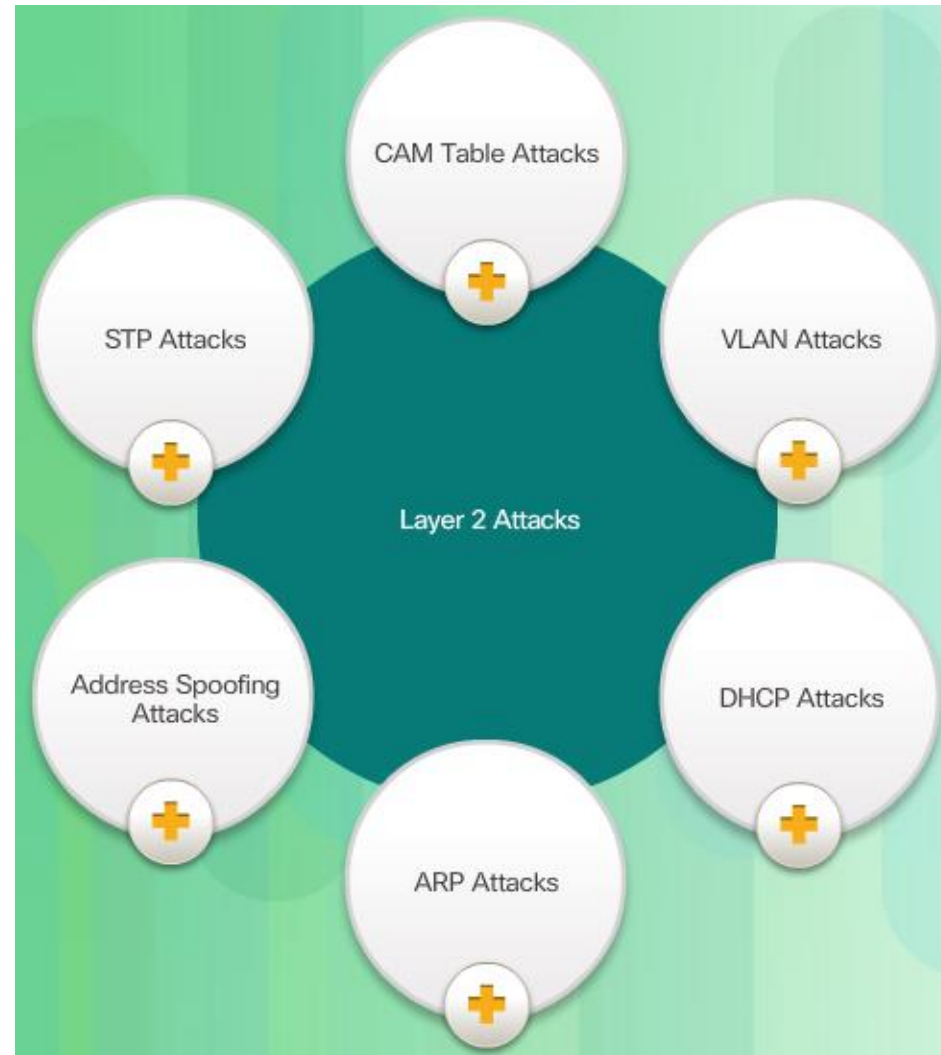 CAM Table Attacks
STP Attacks
VLAN Attacks
Layer 2 Attacks
Address Spoofing
Attacks
DHCP Attacks
ARP Attacks